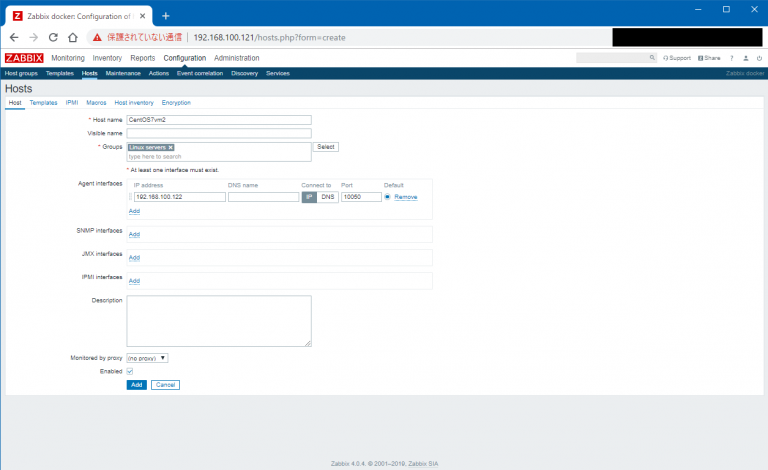 Zabbix docker: Configuration of
保護されていない通信 | 192.168.100.121/hosts.php?form=create
ZABBIX Monitoring Inventory Reports Configuration Administration Support Share ?
Host groups Templates Hosts Maintenance Actions Event correlation Discovery Services Zabbix docker
Hosts
Host Templates IPMI Macros Host inventory Encryption
* Host name CentOS7vm2
Visible name
* Groups Linux servers Select
type here to search
* At least one interface must exist.
Agent interfaces IP address DNS name Connect to Port Default
192.168.100.122 IP DNS 10050 Remove
Add
SNMP interfaces Add
JMX interfaces Add
IPMI interfaces Add
Description
Monitored by proxy (no proxy)
Enabled
Add Cancel
Zabbix 4.0.4. © 2001–2019, Zabbix SIA